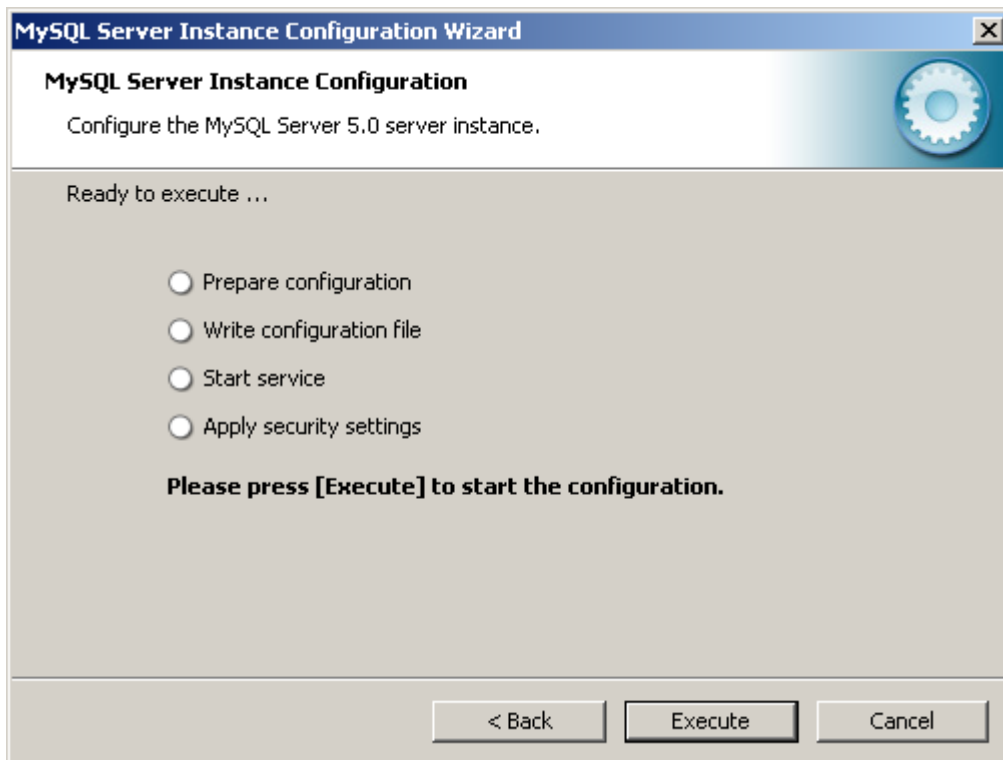 MySQL Server Instance Configuration Wizard
MySQL Server Instance Configuration
Configure the MySQL Server 5.0 server instance.
Ready to execute ...
Prepare configuration
Write configuration file
Start service
Apply security settings
Please press [Execute] to start the configuration.
< Back Execute Cancel